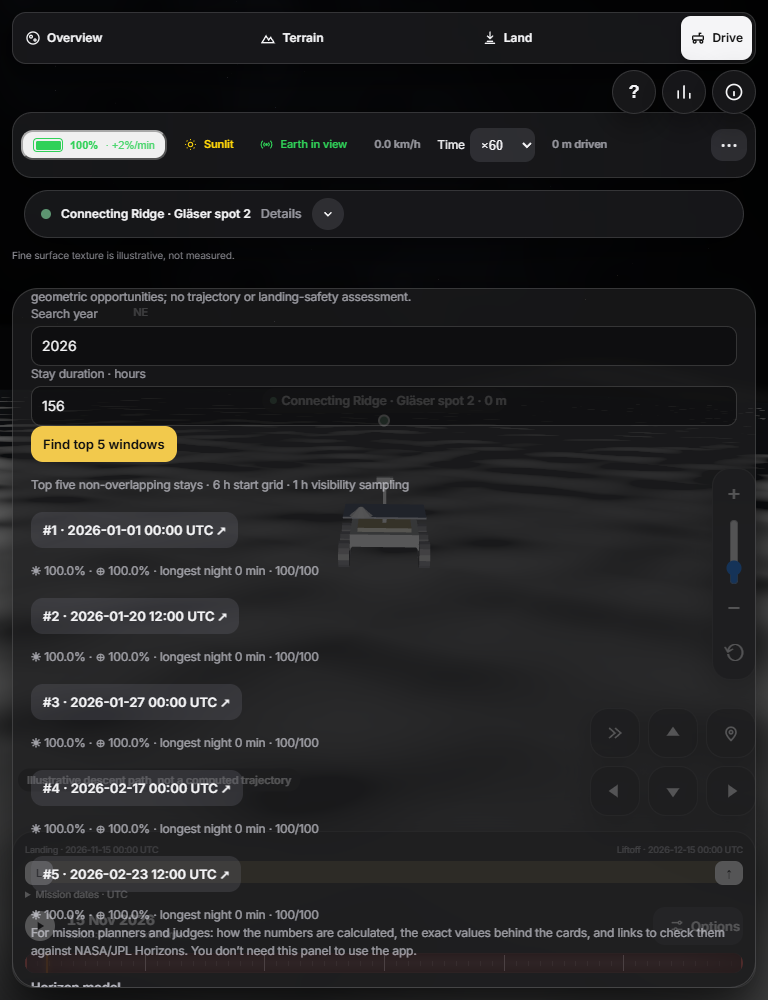 Overview
Terrain
Land
Drive
?
100% · +2%/min
Sunlit
Earth in view
0.0 km/h
Time
×60
0 m driven
Connecting Ridge · Gläser spot 2
Details
Fine surface texture is illustrative, not measured.
geometric opportunities; no trajectory or landing-safety assessment.
Search year
NE
2026
Stay duration · hours
156
Connecting Ridge · Gläser spot 2 · 0 m
Find top 5 windows
Top five non-overlapping stays · 6 h start grid · 1 h visibility sampling
#1 · 2026-01-01 00:00 UTC ↗
☀ 100.0% · ⊕ 100.0% · longest night 0 min · 100/100
#2 · 2026-01-20 12:00 UTC ↗
☀ 100.0% · ⊕ 100.0% · longest night 0 min · 100/100
#3 · 2026-01-27 00:00 UTC ↗
☀ 100.0% · ⊕ 100.0% · longest night 0 min · 100/100
Illustrative descent path, not a computed trajectory
#4 · 2026-02-17 00:00 UTC ↗
☀ 100.0% · ⊕ 100.0% · longest night 0 min · 100/100
Landing · 2026-11-15 00:00 UTC
Liftoff · 2026-12-15 00:00 UTC
L
#5 · 2026-02-23 12:00 UTC ↗
Mission dates · UTC
☀ 100.0% · ⊕ 100.0% · longest night 0 min · 100/100
15 Nov 2026
Options
For mission planners and judges: how the numbers are calculated, the exact values behind the cards, and links to check them
against NASA/JPL Horizons. You don't need this panel to use the app.
Horizon model